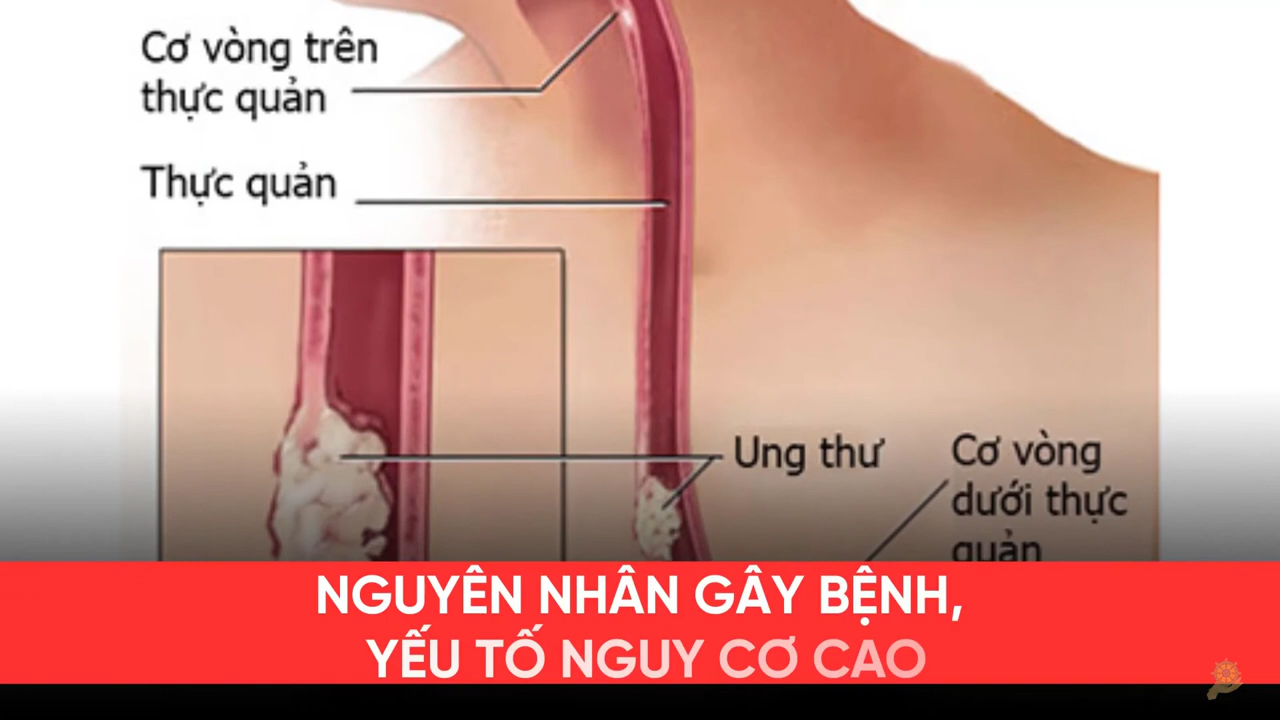 Cơ vòng trên
thực quản
Thực quản
Ung thư
Cơ vòng
dưới thực
quản
NGUYÊN NHÂN GÂY BỆNH,
YẾU TỐ NGUY CƠ CAO